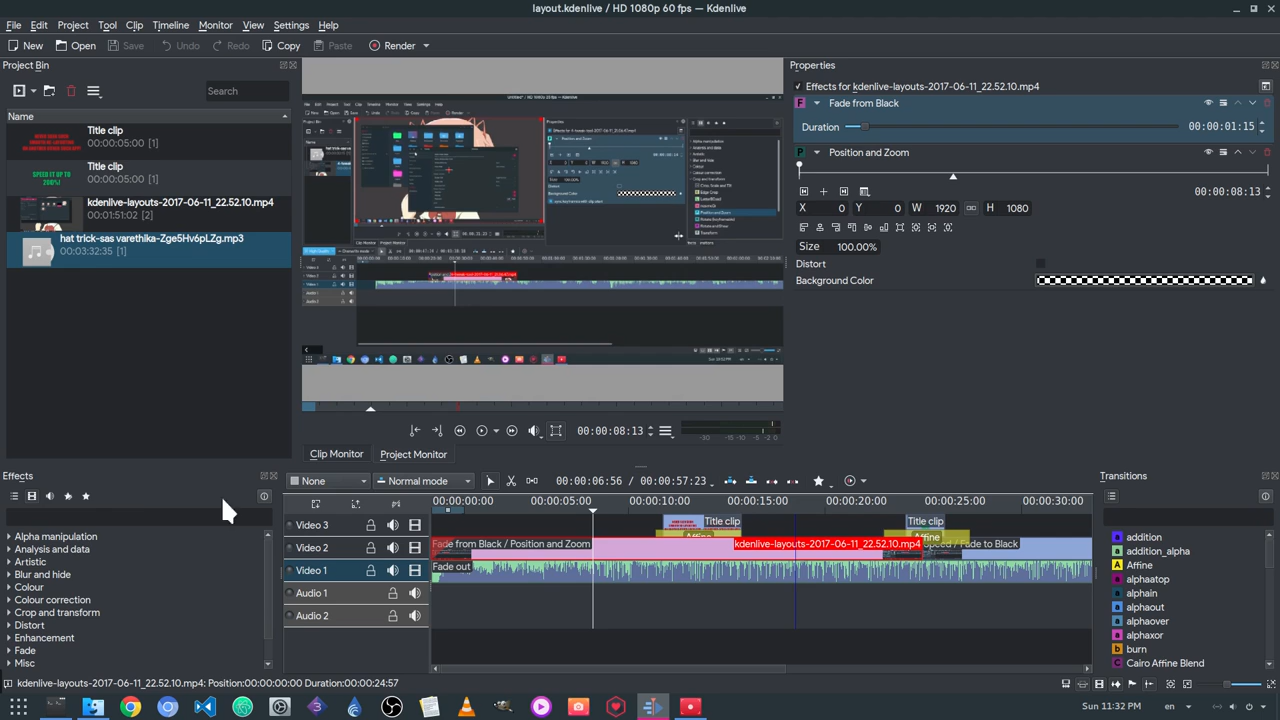 layout.kdenlive / HD 1080p 60 fps — Kdenlive
File Edit Project Tool Clip Timeline Monitor View Settings Help
New Open Save Undo Redo Copy Paste Render
Project Bin
Search
Name
Title clip
00:00:05:00 [1]
Title clip
SPEED IT UP TO
200%!
00:00:05:00 [1]
kdenlive-layouts-2017-06-11_22.52.10.mp4
00:01:51:02 [2]
00:03:32:35 [1]
Clip Monitor Project Monitor
00:00:08:13
-30 -20 -10 -5 -2 0
Properties
Effects for kdenlive-layouts-2017-06-11_22.52.10.mp4
Fade from Black
Duration 00:00:01:15
Position and Zoom
00:00:08:13
X 0 Y 0 W 1920 H 1080
Size 100.00%
Distort
Background Color
Effects
Alpha manipulation
Analysis and data
Artistic
Blur and hide
Colour
Colour correction
Crop and transform
Distort
Enhancement
Fade
Misc
None Normal mode 00:00:06:56 / 00:00:57:23
00:00:00:00 00:00:05:00 00:00:10:00 00:00:15:00 00:00:20:00 00:00:25:00 00:00:30:00
Video 3 Title clip Title clip
Affine Affine
Video 2 Fade from Black / Position and Zoom kdenlive-layouts-2017-06-11_22.52.10.mp4 / Fade to Black
Video 1 Fade out
Audio 1
Audio 2
Transitions
addition
addition_alpha
Affine
alphaatop
alphain
alphaout
alphaover
alphaxor
burn
Cairo Affine Blend
kdenlive-layouts-2017-06-11_22.52.10.mp4: Position:00:00:00:00 Duration:00:00:24:57
en Sun 11:32 PM